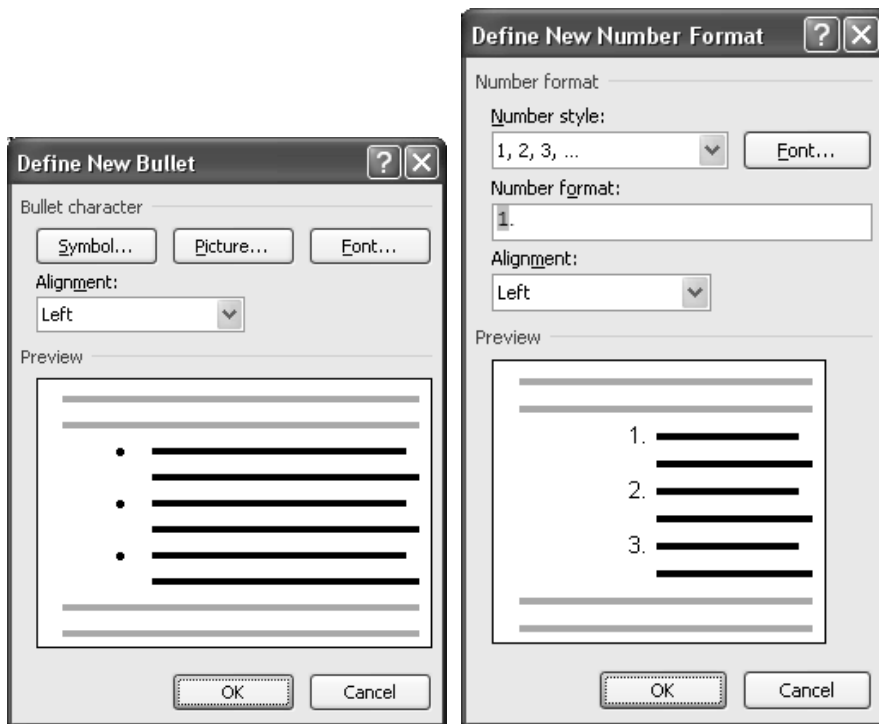 Define New Bullet
Bullet character
Symbol... Picture... Font...
Alignment:
Left
Preview
OK Cancel
Define New Number Format
Number format
Number style:
1, 2, 3, ... Font...
Number format:
1.
Alignment:
Left
Preview
1.
2.
3.
OK Cancel